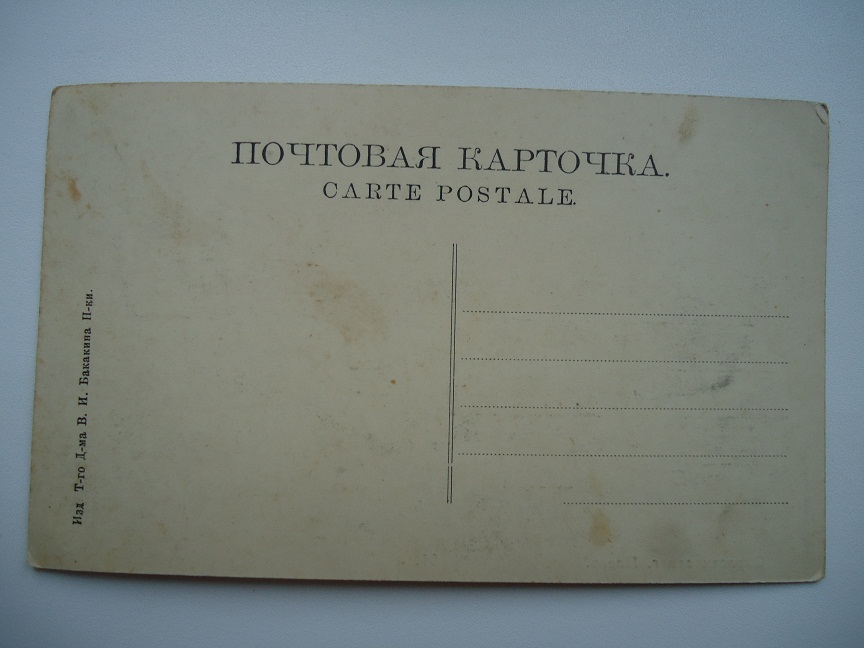 ПОЧТОВАЯ КАРТОЧКА.
CARTE POSTALE.
Изд Т-го Д-ма В. И. Бакакина Н-ки.